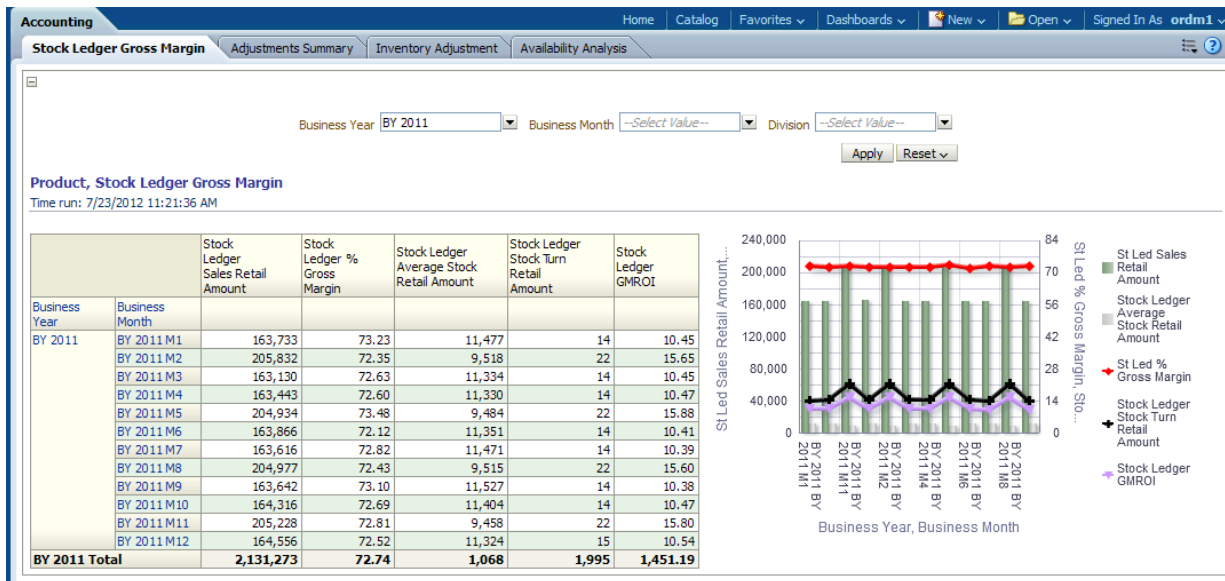 Accounting
Home Catalog Favorites Dashboards New Open Signed In As ordm1
Stock Ledger Gross Margin Adjustments Summary Inventory Adjustment Availability Analysis
Business Year BY 2011 Business Month --Select Value-- Division --Select Value--
Apply Reset
Product, Stock Ledger Gross Margin
Time run: 7/23/2012 11:21:36 AM
Stock Ledger Sales Retail Amount Stock Ledger % Gross Margin Stock Ledger Average Stock Retail Amount Stock Ledger Stock Turn Retail Amount Stock Ledger GMROI
Business Year Business Month
BY 2011 BY 2011 M1 163,733 73.23 11,477 14 10.45
BY 2011 M2 205,832 72.35 9,518 22 15.65
BY 2011 M3 163,130 72.63 11,334 14 10.45
BY 2011 M4 163,443 72.60 11,330 14 10.47
BY 2011 M5 204,934 73.48 9,484 22 15.88
BY 2011 M6 163,866 72.12 11,351 14 10.41
BY 2011 M7 163,616 72.82 11,471 14 10.39
BY 2011 M8 204,977 72.43 9,515 22 15.60
BY 2011 M9 163,642 73.10 11,527 14 10.38
BY 2011 M10 164,316 72.69 11,404 14 10.47
BY 2011 M11 205,228 72.81 9,458 22 15.80
BY 2011 M12 164,556 72.52 11,324 15 10.54
BY 2011 Total 2,131,273 72.74 1,068 1,995 1,451.19
St Led Sales Retail Amount,...
240,000
200,000
160,000
120,000
80,000
40,000
0
84
70
56
42
28
14
0
St Led % Gross Margin, Sto...
BY 2011 BY
2011 M1
BY 2011 BY
2011 M11
BY 2011 BY
2011 M2
BY 2011 BY
2011 M4
BY 2011 BY
2011 M6
BY 2011 BY
2011 M8
Business Year, Business Month
St Led Sales
Retail
Amount
Stock Ledger
Average
Stock Retail
Amount
St Led %
Gross Margin
Stock Ledger
Stock Turn
Retail
Amount
Stock Ledger
GMROI